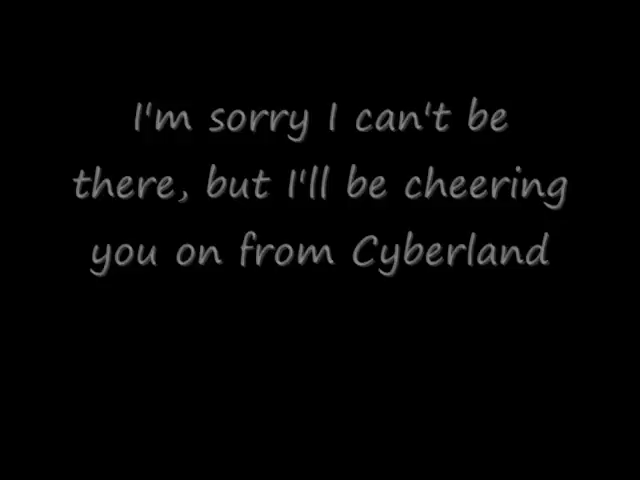 I'm sorry I can't be
there, but I'll be cheering
you on from Cyberland